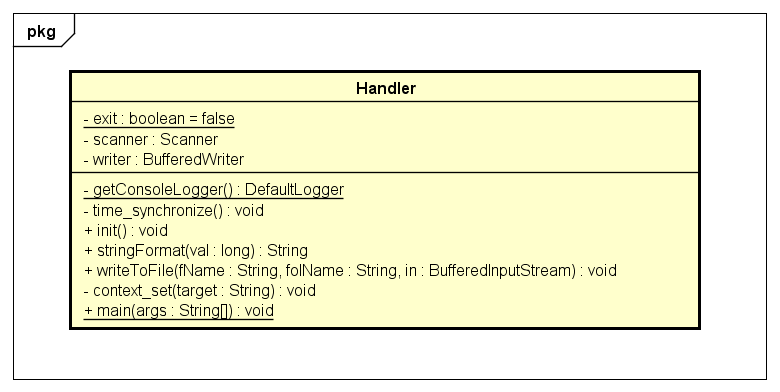 pkg
Handler
- exit : boolean = false
- scanner : Scanner
- writer : BufferedWriter
- getConsoleLogger() : DefaultLogger
- time_synchronize() : void
+ init() : void
+ stringFormat(val : long) : String
+ writeToFile(fName : String, folName : String, in : BufferedInputStream) : void
- context_set(target : String) : void
+ main(args : String[]) : void